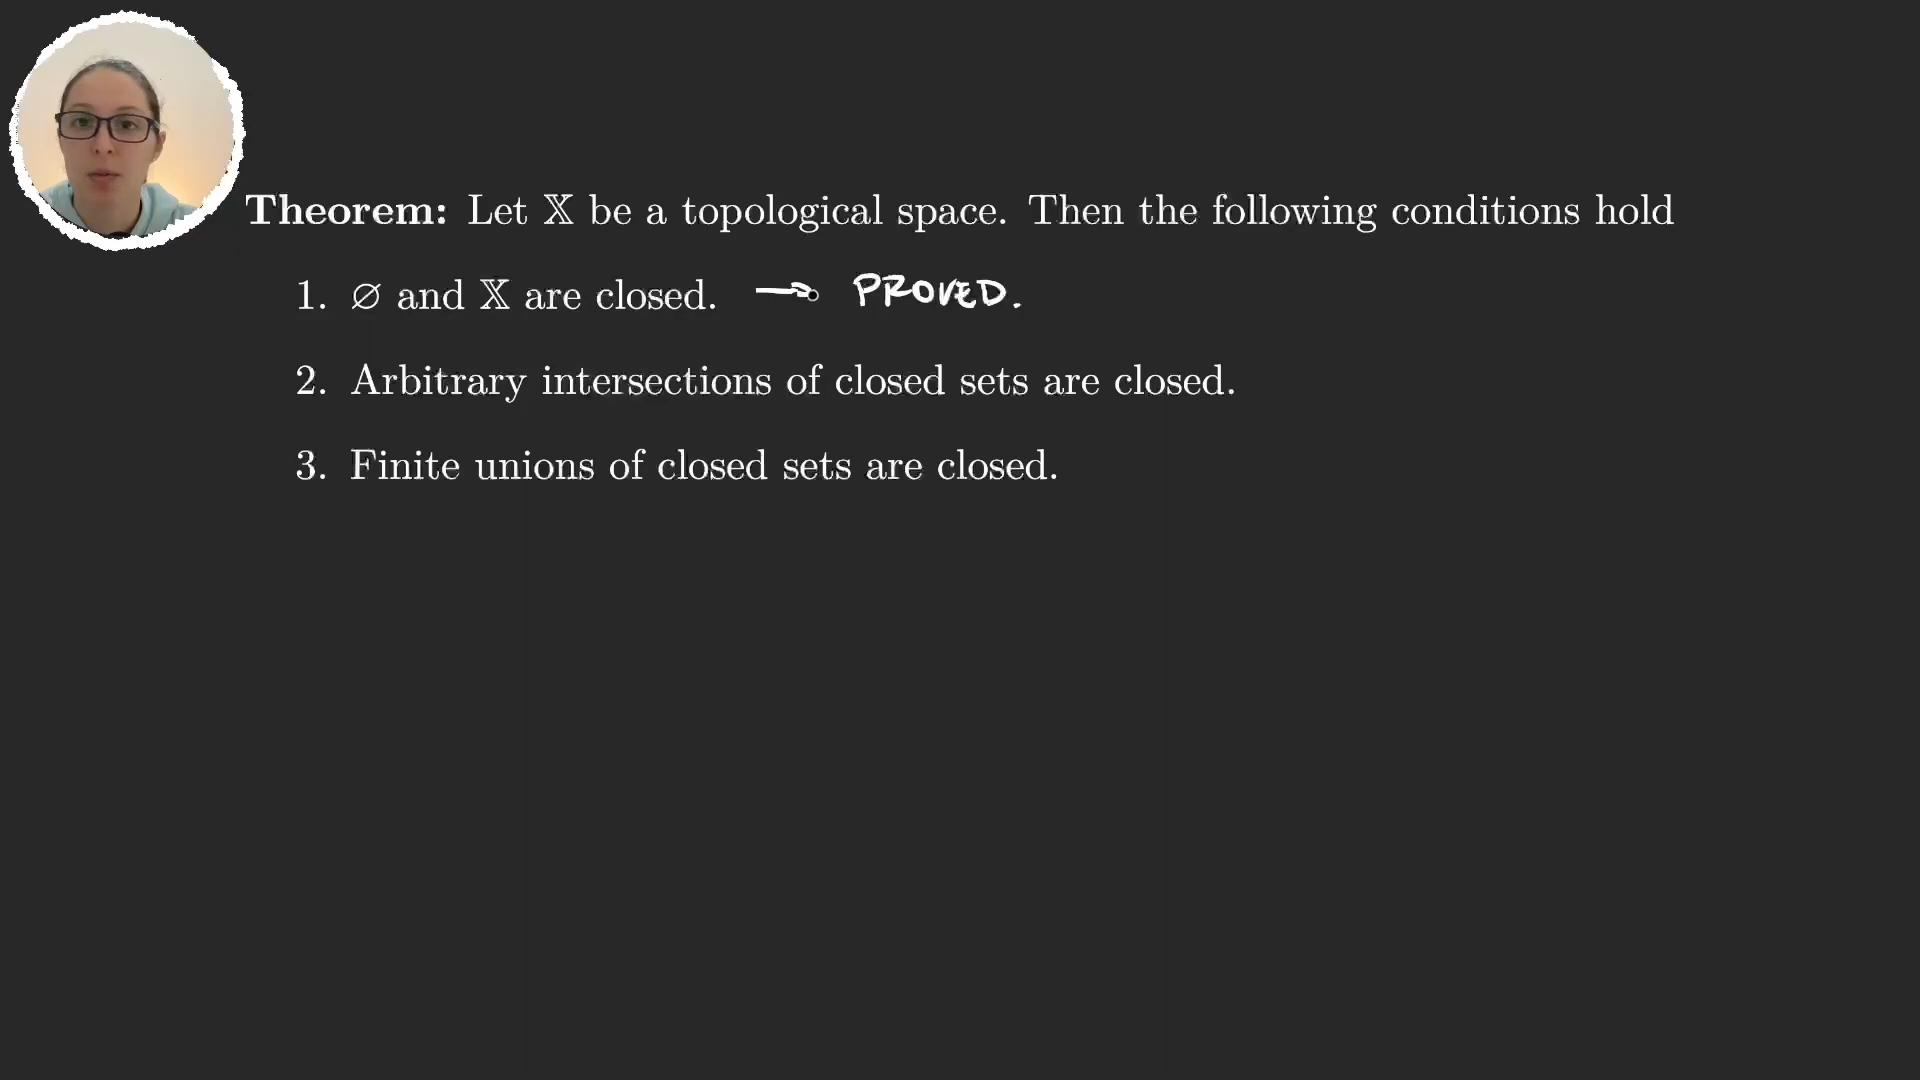 Theorem: Let 𝕏 be a topological space. Then the following conditions hold
1. ∅ and 𝕏 are closed. → PROVED.
2. Arbitrary intersections of closed sets are closed.
3. Finite unions of closed sets are closed.